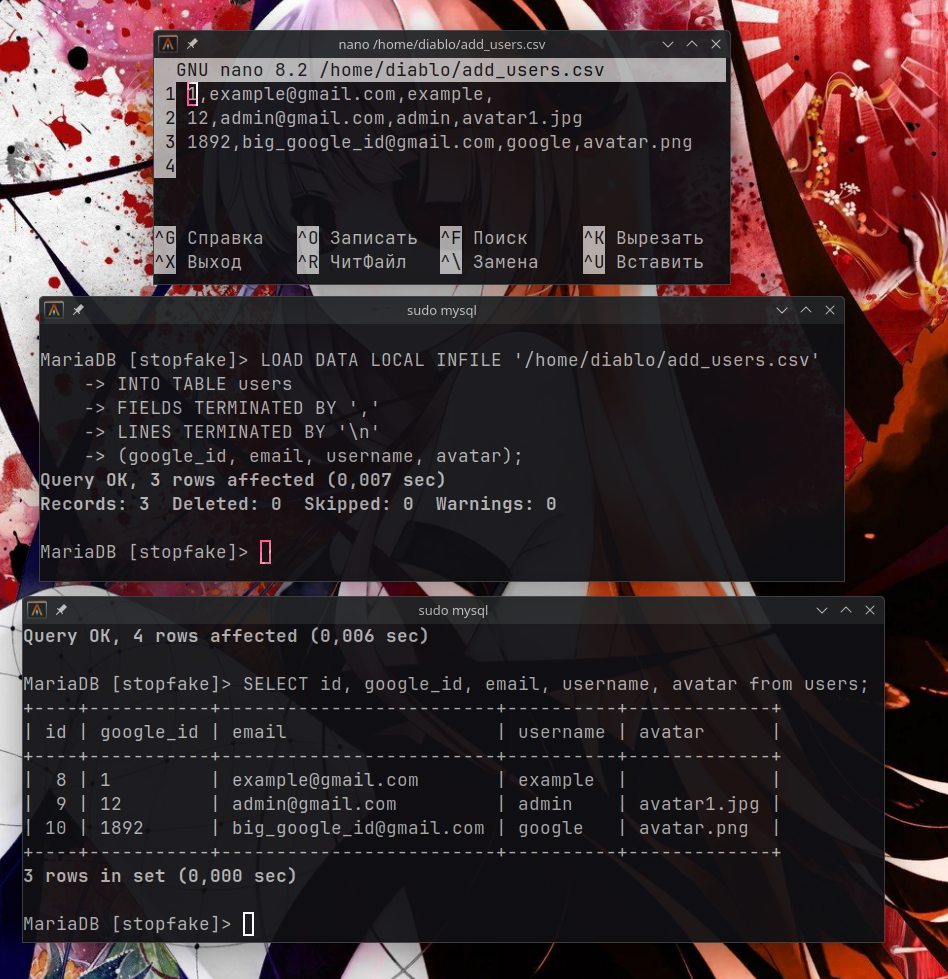 nano /home/diablo/add_users.csv
GNU nano 8.2 /home/diablo/add_users.csv
1 1,example@gmail.com,example,
2 12,admin@gmail.com,admin,avatar1.jpg
3 1892,big_google_id@gmail.com,google,avatar.png
4
^G Справка ^O Записать ^F Поиск ^K Вырезать
^X Выход ^R ЧитФайл ^\ Замена ^U Вставить
sudo mysql
MariaDB [stopfake]> LOAD DATA LOCAL INFILE '/home/diablo/add_users.csv'
-> INTO TABLE users
-> FIELDS TERMINATED BY ','
-> LINES TERMINATED BY '\n'
-> (google_id, email, username, avatar);
Query OK, 3 rows affected (0,007 sec)
Records: 3 Deleted: 0 Skipped: 0 Warnings: 0
MariaDB [stopfake]>
sudo mysql
Query OK, 4 rows affected (0,006 sec)
MariaDB [stopfake]> SELECT id, google_id, email, username, avatar from users;
+----+-----------+-------------------------+----------+-------------+
| id | google_id | email                   | username | avatar      |
+----+-----------+-------------------------+----------+-------------+
|  8 | 1         | example@gmail.com       | example  |             |
|  9 | 12        | admin@gmail.com         | admin    | avatar1.jpg |
| 10 | 1892      | big_google_id@gmail.com | google   | avatar.png  |
+----+-----------+-------------------------+----------+-------------+
3 rows in set (0,000 sec)
MariaDB [stopfake]>